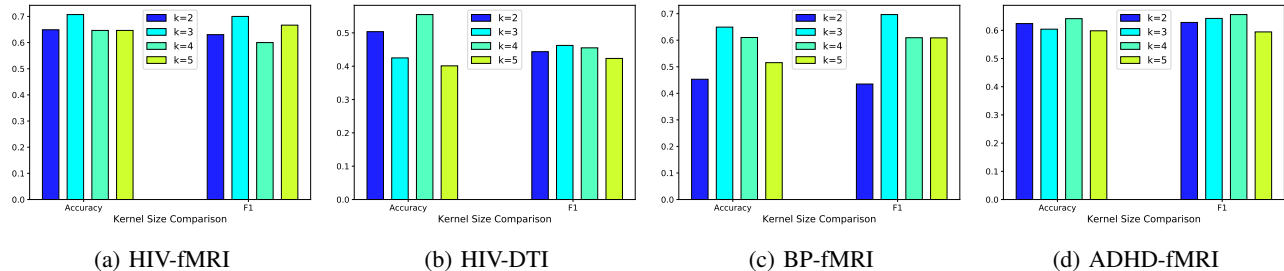 0.7
0.6
0.5
0.4
0.3
0.2
0.1
0.0
k=2
k=3
k=4
k=5
Accuracy
F1
Kernel Size Comparison
(a) HIV-fMRI
0.5
0.4
0.3
0.2
0.1
0.0
k=2
k=3
k=4
k=5
Accuracy
F1
Kernel Size Comparison
(b) HIV-DTI
0.7
0.6
0.5
0.4
0.3
0.2
0.1
0.0
k=2
k=3
k=4
k=5
Accuracy
F1
Kernel Size Comparison
(c) BP-fMRI
0.6
0.5
0.4
0.3
0.2
0.1
0.0
k=2
k=3
k=4
k=5
Accuracy
F1
Kernel Size Comparison
(d) ADHD-fMRI